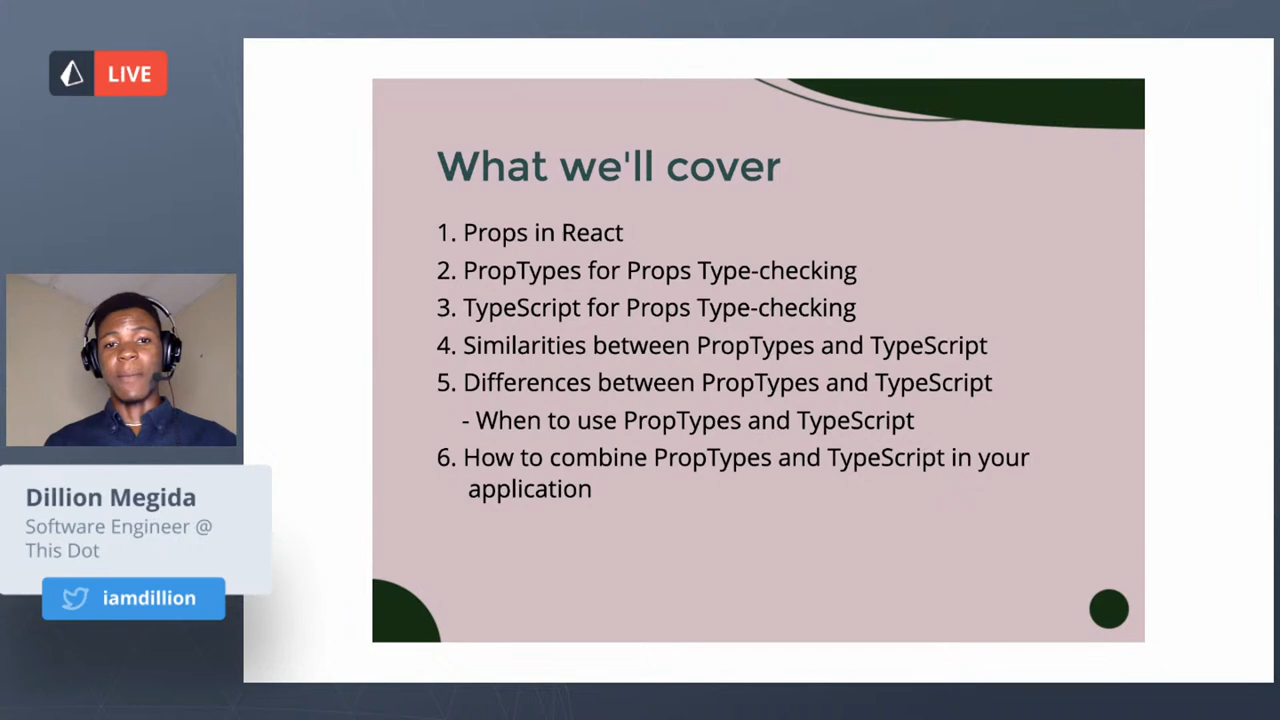 LIVE
What we'll cover
1. Props in React
2. PropTypes for Props Type-checking
3. TypeScript for Props Type-checking
4. Similarities between PropTypes and TypeScript
5. Differences between PropTypes and TypeScript
- When to use PropTypes and TypeScript
6. How to combine PropTypes and TypeScript in your
application
Dillion Megida
Software Engineer @
This Dot
iamdillion